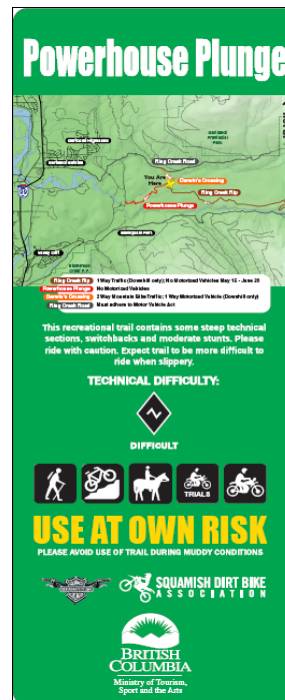 Powerhouse Plunge
Ring Creek Road
You Are
Here
Darwin's Crossing
Ring Creek Rip
Powerhouse Plunge
Ring Creek Rip 1 Way Traffic (Downhill only); No Motorized Vehicles May 15 - June 20
Powerhouse Plunge No Motorized Vehicles
Darwin's Crossing 2 Way Mountain Bike Traffic; 1 Way Motorized Vehicle (Downhill only)
Ring Creek Road Must adhere to Motor Vehicle Act
This recreational trail contains some steep technical
sections, switchbacks and moderate stunts. Please
ride with caution. Expect trail to be more difficult to
ride when slippery.
TECHNICAL DIFFICULTY:
2
DIFFICULT
TRIALS
USE AT OWN RISK
PLEASE AVOID USE OF TRAIL DURING MUDDY CONDITIONS
SQUAMISH DIRT BIKE
ASSOCIATION
BRITISH
COLUMBIA
Ministry of Tourism,
Sport and the Arts